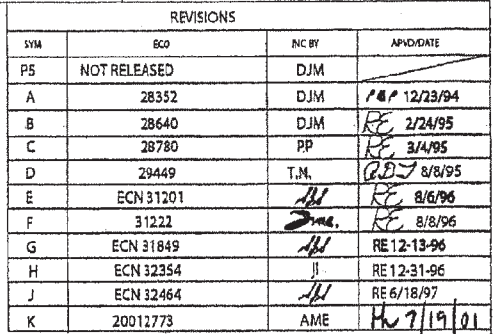 REVISIONS
SYM ECO INC BY APVD/DATE
P5 NOT RELEASED DJM
A 28352 DJM 12/23/94
B 28640 DJM RE 2/24/95
C 28780 P.P RE 3/4/95
D 29449 T.M. 8/8/95
E ECN 31201 RE 8/6/96
F 31222 RE 8/8/96
G ECN 31849 RE 12-13-96
H ECN 32354 JI RE 12-31-96
J ECN 32464 RE 6/18/97
K 20012773 AME 7/19/01